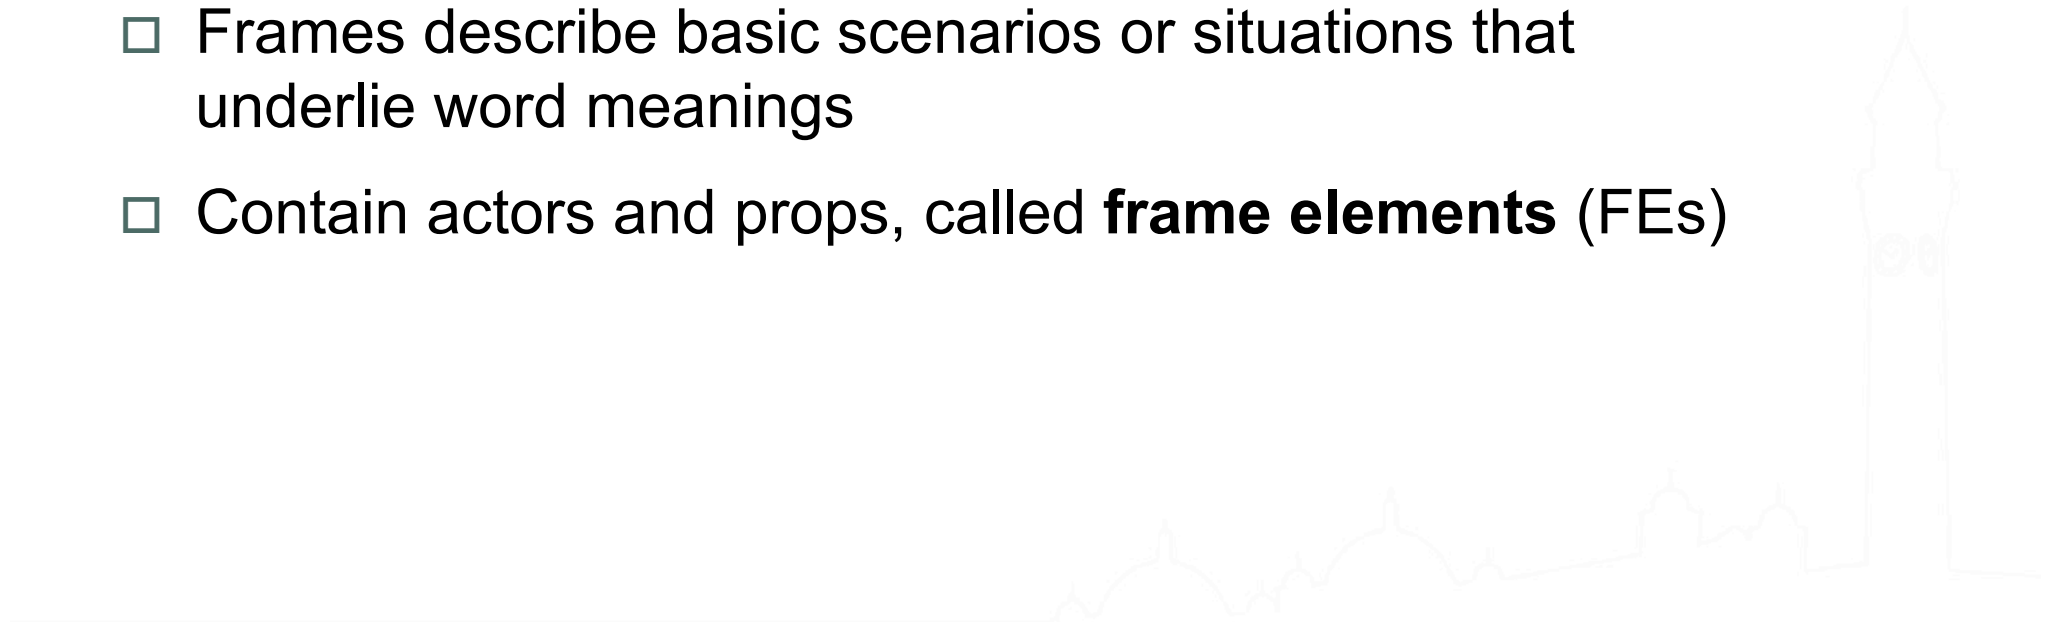 Frames describe basic scenarios or situations that
underlie word meanings
Contain actors and props, called frame elements (FEs)